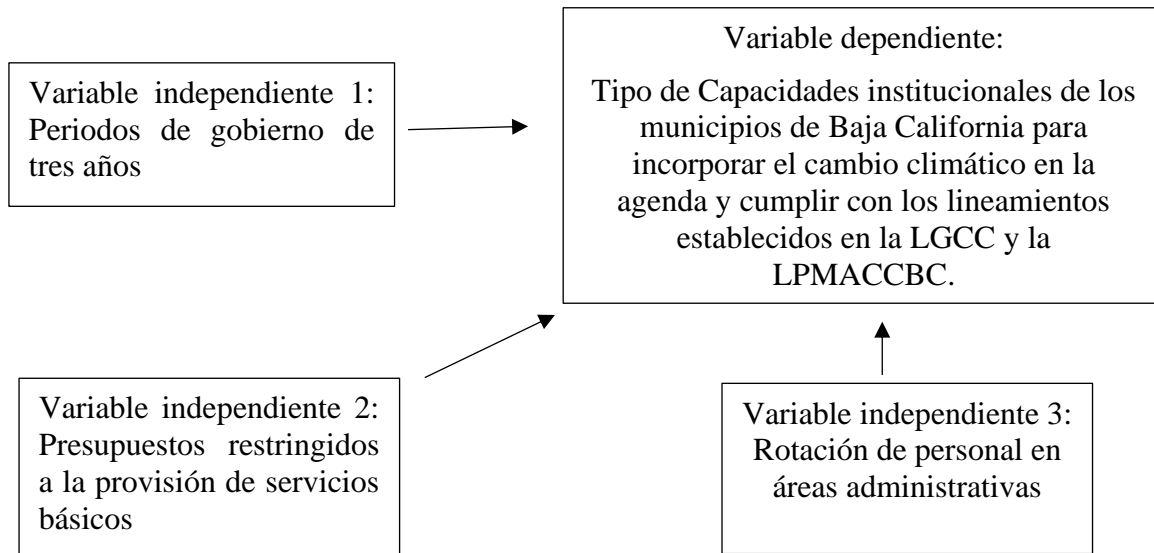 Variable independiente 1:
Periodos de gobierno de
tres años
Variable dependiente:
Tipo de Capacidades institucionales de los
municipios de Baja California para
incorporar el cambio climático en la
agenda y cumplir con los lineamientos
establecidos en la LGCC y la
LPMACCBC.
Variable independiente 2:
Presupuestos restringidos
a la provisión de servicios
básicos
Variable independiente 3:
Rotación de personal en
áreas administrativas